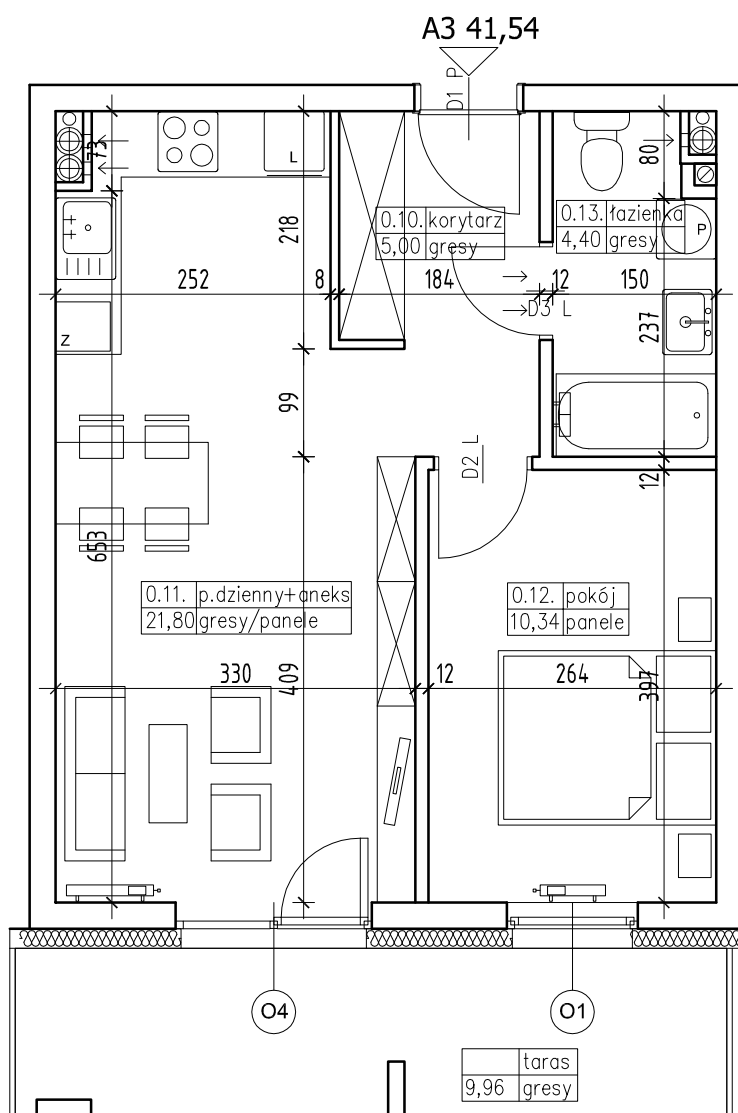 A3 41,54
D1 P
73
L
80
218
0.10. korytarz
5,00 gresy
0.13. łazienka
4,40 gresy
P
252
8
184
12
150
D3 L
237
Z
99
D2 L
12
653
0.11. p.dzienny+aneks
21,80 gresy/panele
0.12. pokój
10,34 panele
330
409
12
264
397
O4
O1
taras
9,96 gresy